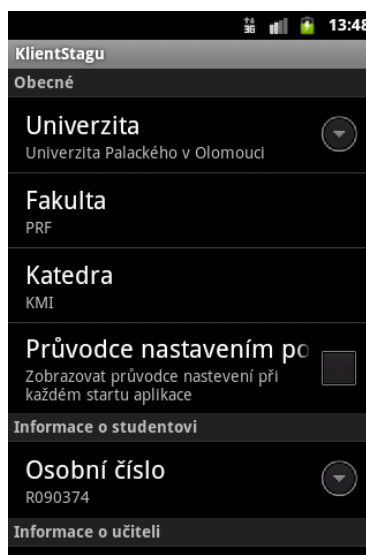 3G 13:48
KlientStagu
Obecné
Univerzita
Univerzita Palackého v Olomouci
Fakulta
PRF
Katedra
KMI
Průvodce nastavením po
Zobrazovat průvodce nastevení při
každém startu aplikace
Informace o studentovi
Osobní číslo
R090374
Informace o učiteli